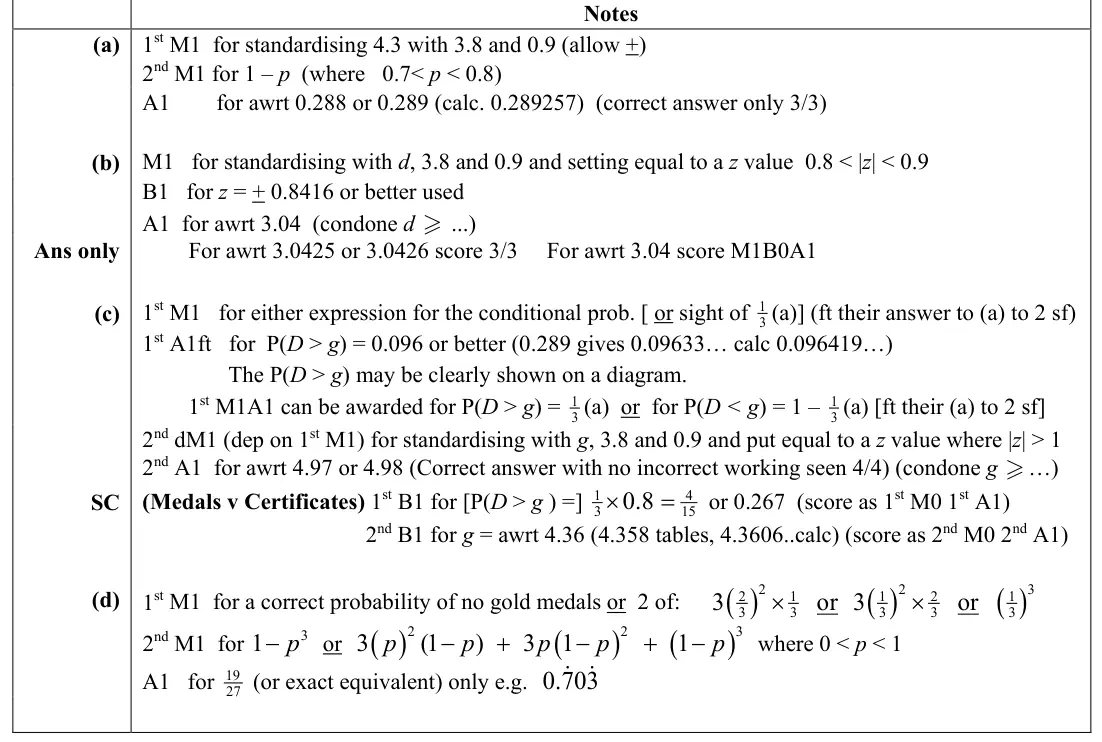 Notes
(a) 1st M1 for standardising 4.3 with 3.8 and 0.9 (allow ±)
2nd M1 for 1 – p (where 0.7< p < 0.8)
A1 for awrt 0.288 or 0.289 (calc. 0.289257) (correct answer only 3/3)
(b) M1 for standardising with d, 3.8 and 0.9 and setting equal to a z value 0.8 < |z| < 0.9
B1 for z = ± 0.8416 or better used
A1 for awrt 3.04 (condone d ⩾ ...)
Ans only For awrt 3.0425 or 3.0426 score 3/3 For awrt 3.04 score M1B0A1
(c) 1st M1 for either expression for the conditional prob. [ or sight of 1/3 (a)] (ft their answer to (a) to 2 sf)
1st A1ft for P(D > g) = 0.096 or better (0.289 gives 0.09633… calc 0.096419…)
The P(D > g) may be clearly shown on a diagram.
1st M1A1 can be awarded for P(D > g) = 1/3 (a) or for P(D < g) = 1 – 1/3 (a) [ft their (a) to 2 sf]
2nd dM1 (dep on 1st M1) for standardising with g, 3.8 and 0.9 and put equal to a z value where |z| > 1
2nd A1 for awrt 4.97 or 4.98 (Correct answer with no incorrect working seen 4/4) (condone g ⩾ …)
SC (Medals v Certificates) 1st B1 for [P(D > g ) =] 1/3 × 0.8 = 4/15 or 0.267 (score as 1st M0 1st A1)
2nd B1 for g = awrt 4.36 (4.358 tables, 4.3606..calc) (score as 2nd M0 2nd A1)
(d) 1st M1 for a correct probability of no gold medals or 2 of: 3(2/3)² × 1/3 or 3(1/3)² × 2/3 or (1/3)³
2nd M1 for 1 – p³ or 3(p)²(1 – p) + 3p(1 – p)² + (1 – p)³ where 0 < p < 1
A1 for 19/27 (or exact equivalent) only e.g. 0.7̇03̇